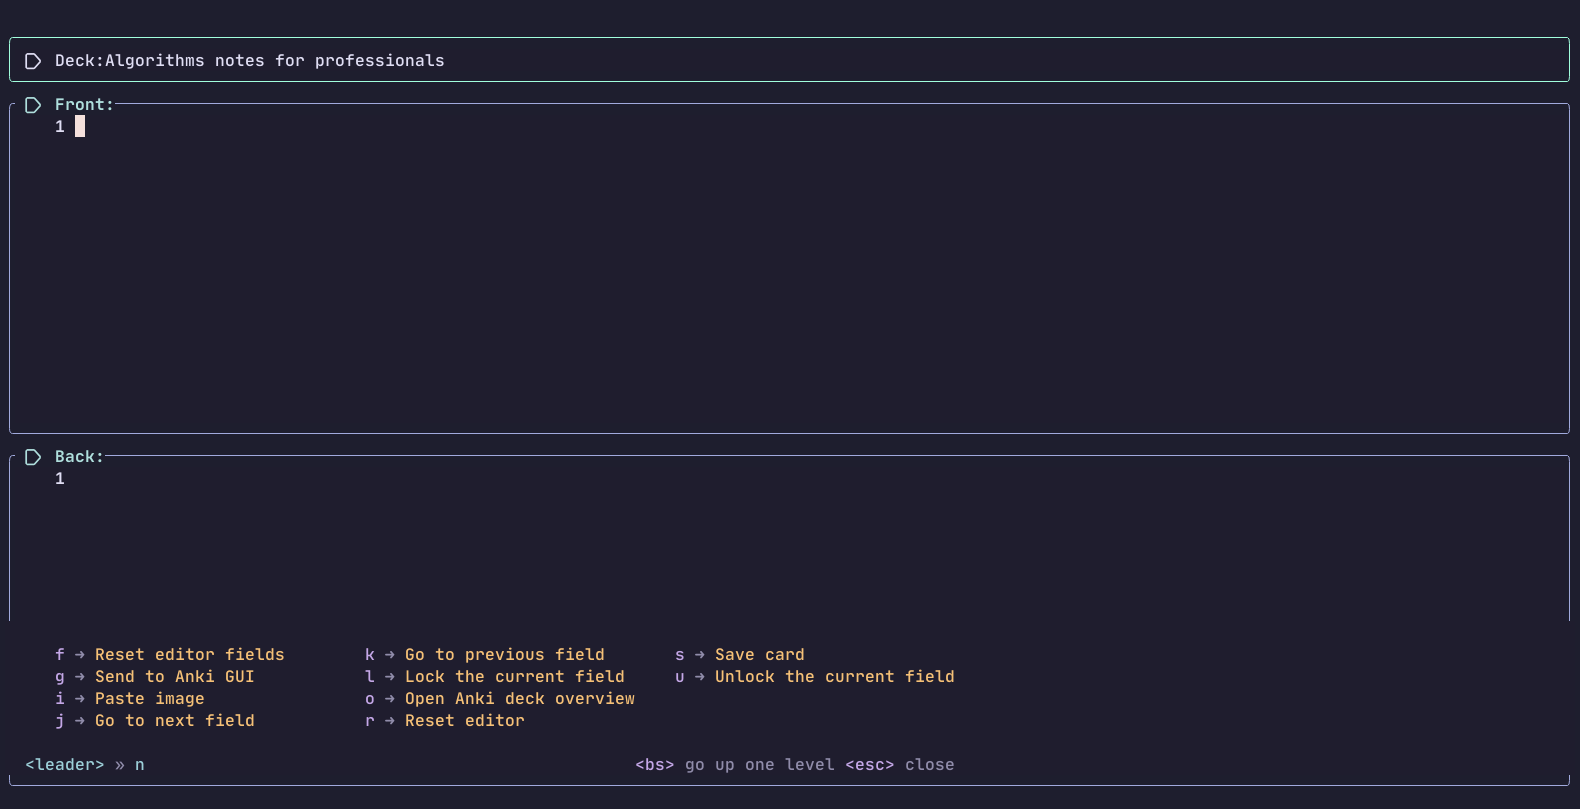 Deck:Algorithms notes for professionals
Front:
1
Back:
1
f → Reset editor fields k → Go to previous field s → Save card
g → Send to Anki GUI l → Lock the current field u → Unlock the current field
i → Paste image o → Open Anki deck overview
j → Go to next field r → Reset editor
<leader> » n <bs> go up one level <esc> close